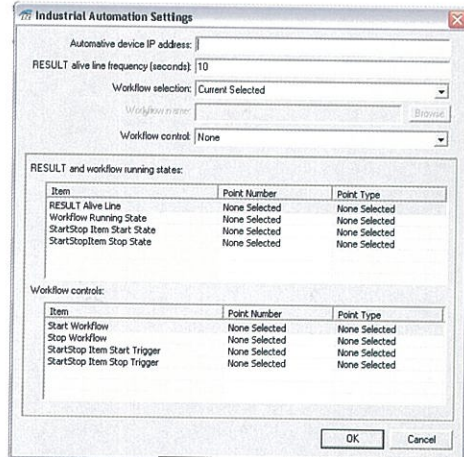 Industrial Automation Settings
Automative device IP address:
RESULT alive line frequency (seconds): 10
Workflow selection: Current Selected
Workflow name: Browse
Workflow control: None
RESULT and workflow running states:
Item Point Number Point Type
RESULT Alive Line None Selected None Selected
Workflow Running State None Selected None Selected
StartStop Item Start State None Selected None Selected
StartStopItem Stop State None Selected None Selected
Workflow controls:
Item Point Number Point Type
Start Workflow None Selected None Selected
Stop Workflow None Selected None Selected
StartStop Item Start Trigger None Selected None Selected
StartStop Item Stop Trigger None Selected None Selected
OK Cancel